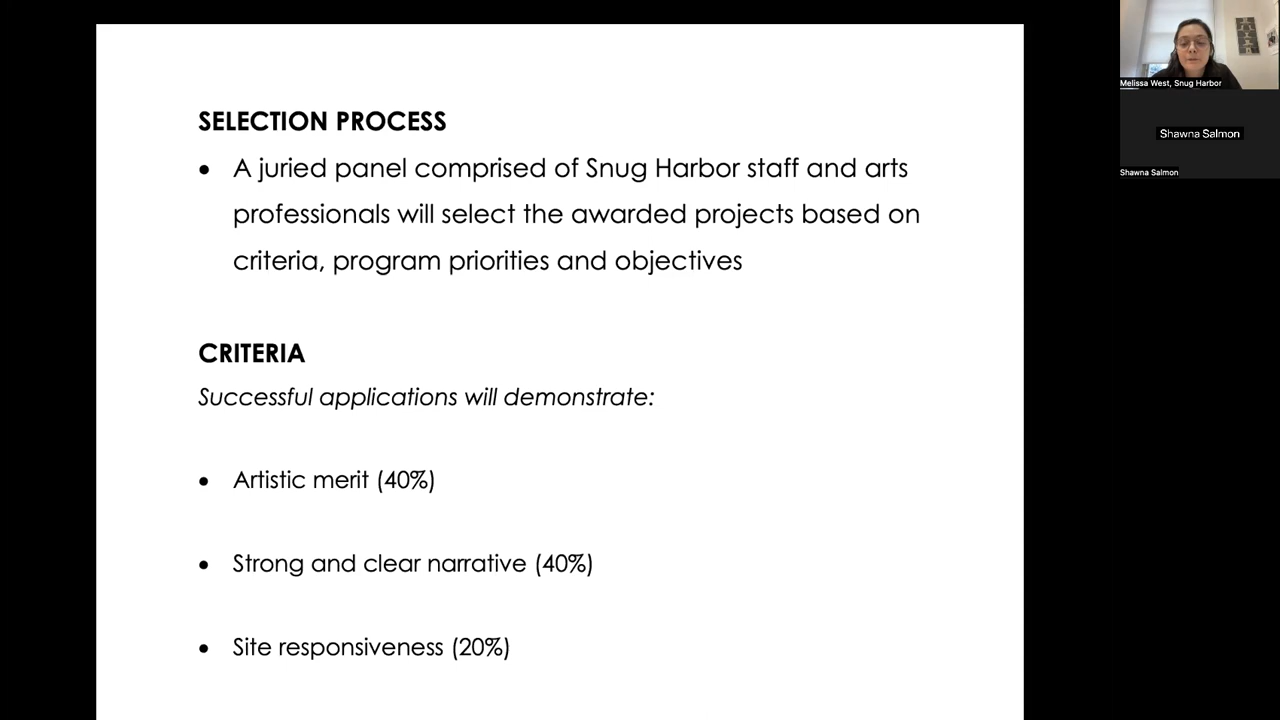 SELECTION PROCESS
• A juried panel comprised of Snug Harbor staff and arts
professionals will select the awarded projects based on
criteria, program priorities and objectives
CRITERIA
Successful applications will demonstrate:
• Artistic merit (40%)
• Strong and clear narrative (40%)
• Site responsiveness (20%)
Melissa West, Snug Harbor
Shawna Salmon
Shawna Salmon